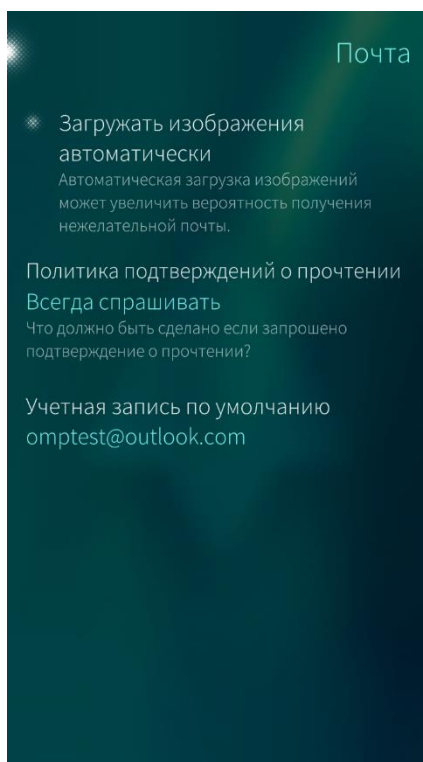 Почта
Загружать изображения
автоматически
Автоматическая загрузка изображений
может увеличить вероятность получения
нежелательной почты.
Политика подтверждений о прочтении
Всегда спрашивать
Что должно быть сделано если запрошено
подтверждение о прочтении?
Учетная запись по умолчанию
omptest@outlook.com